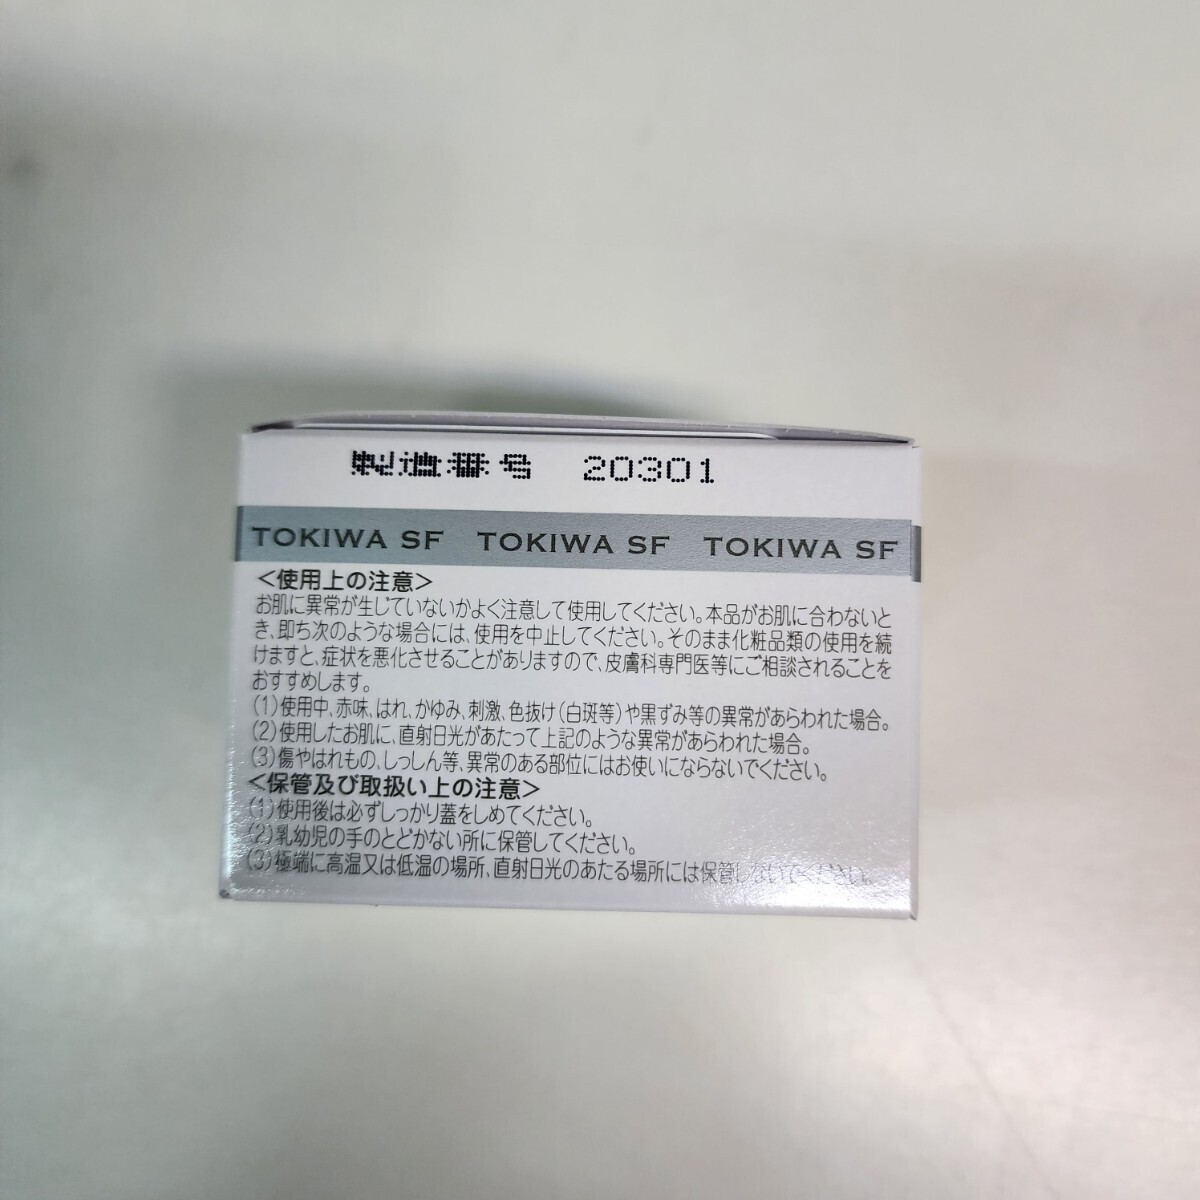 製造番号 20301
TOKIWA SF TOKIWA SF TOKIWA SF
＜使用上の注意＞
お肌に異常が生じていないかよく注意して使用してください。本品がお肌に合わないと
き、即ち次のような場合には、使用を中止してください。そのまま化粧品類の使用を続
けますと、症状を悪化させることがありますので、皮膚科専門医等にご相談されることを
おすすめします。
(1)使用中、赤味、はれ、かゆみ、刺激、色抜け(白斑等)や黒ずみ等の異常があらわれた場合。
(2)使用したお肌に、直射日光があたって上記のような異常があらわれた場合。
(3)傷やはれもの、しっしん等、異常のある部位にはお使いにならないでください。
＜保管及び取扱い上の注意＞
(1)使用後は必ずしっかり蓋をしめてください。
(2)乳幼児の手のとどかない所に保管してください。
(3)極端に高温又は低温の場所、直射日光のあたる場所には保管しないでください。